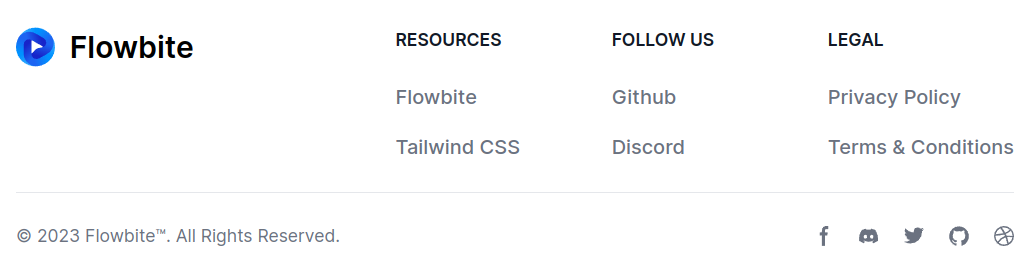 Flowbite
RESOURCES
Flowbite
Tailwind CSS
FOLLOW US
Github
Discord
LEGAL
Privacy Policy
Terms & Conditions
© 2023 Flowbite™. All Rights Reserved.